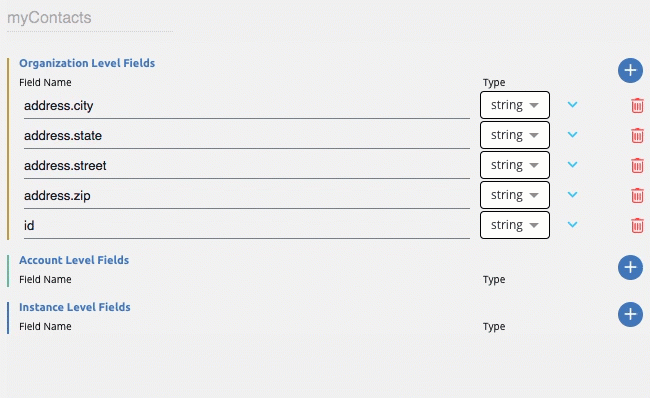 myContacts
Organization Level Fields
Field Name Type
address.city string
address.state string
address.street string
address.zip string
id string
Account Level Fields
Field Name Type
Instance Level Fields
Field Name Type